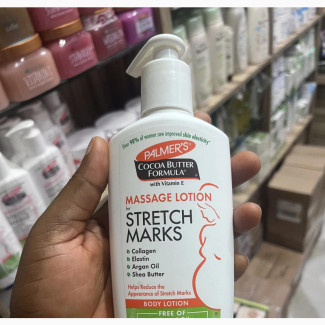 Over 90% of women saw improved skin elasticity*
PALMER'S
COCOA BUTTER
FORMULA®
with Vitamin E
MASSAGE LOTION
for
STRETCH
MARKS
Collagen
Elastin
Argan Oil
Shea Butter
Helps Reduce the
Appearance of Stretch Marks
BODY LOTION
FREE OF